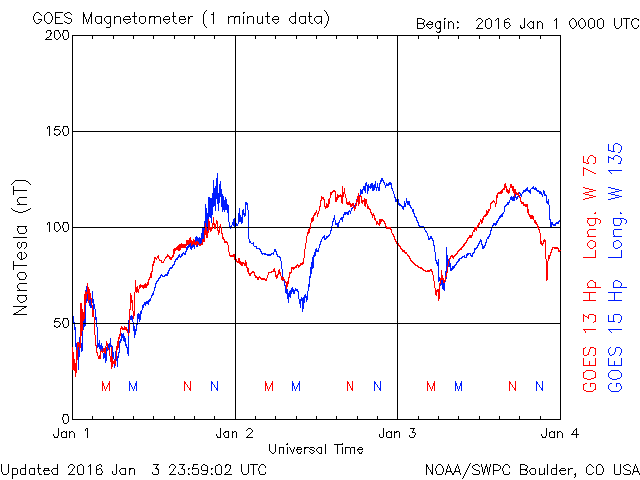 GOES Magnetometer (1 minute data)
Begin: 2016 Jan 1 0000 UTC
200
150
100
50
0
NanoTesla (nT)
M M N N M M N N M M N N
Jan 1 Jan 2 Jan 3 Jan 4
Universal Time
GOES 13 Hp Long. W 75
GOES 15 Hp Long. W 135
Updated 2016 Jan 3 23:59:02 UTC
NOAA/SWPC Boulder, CO USA